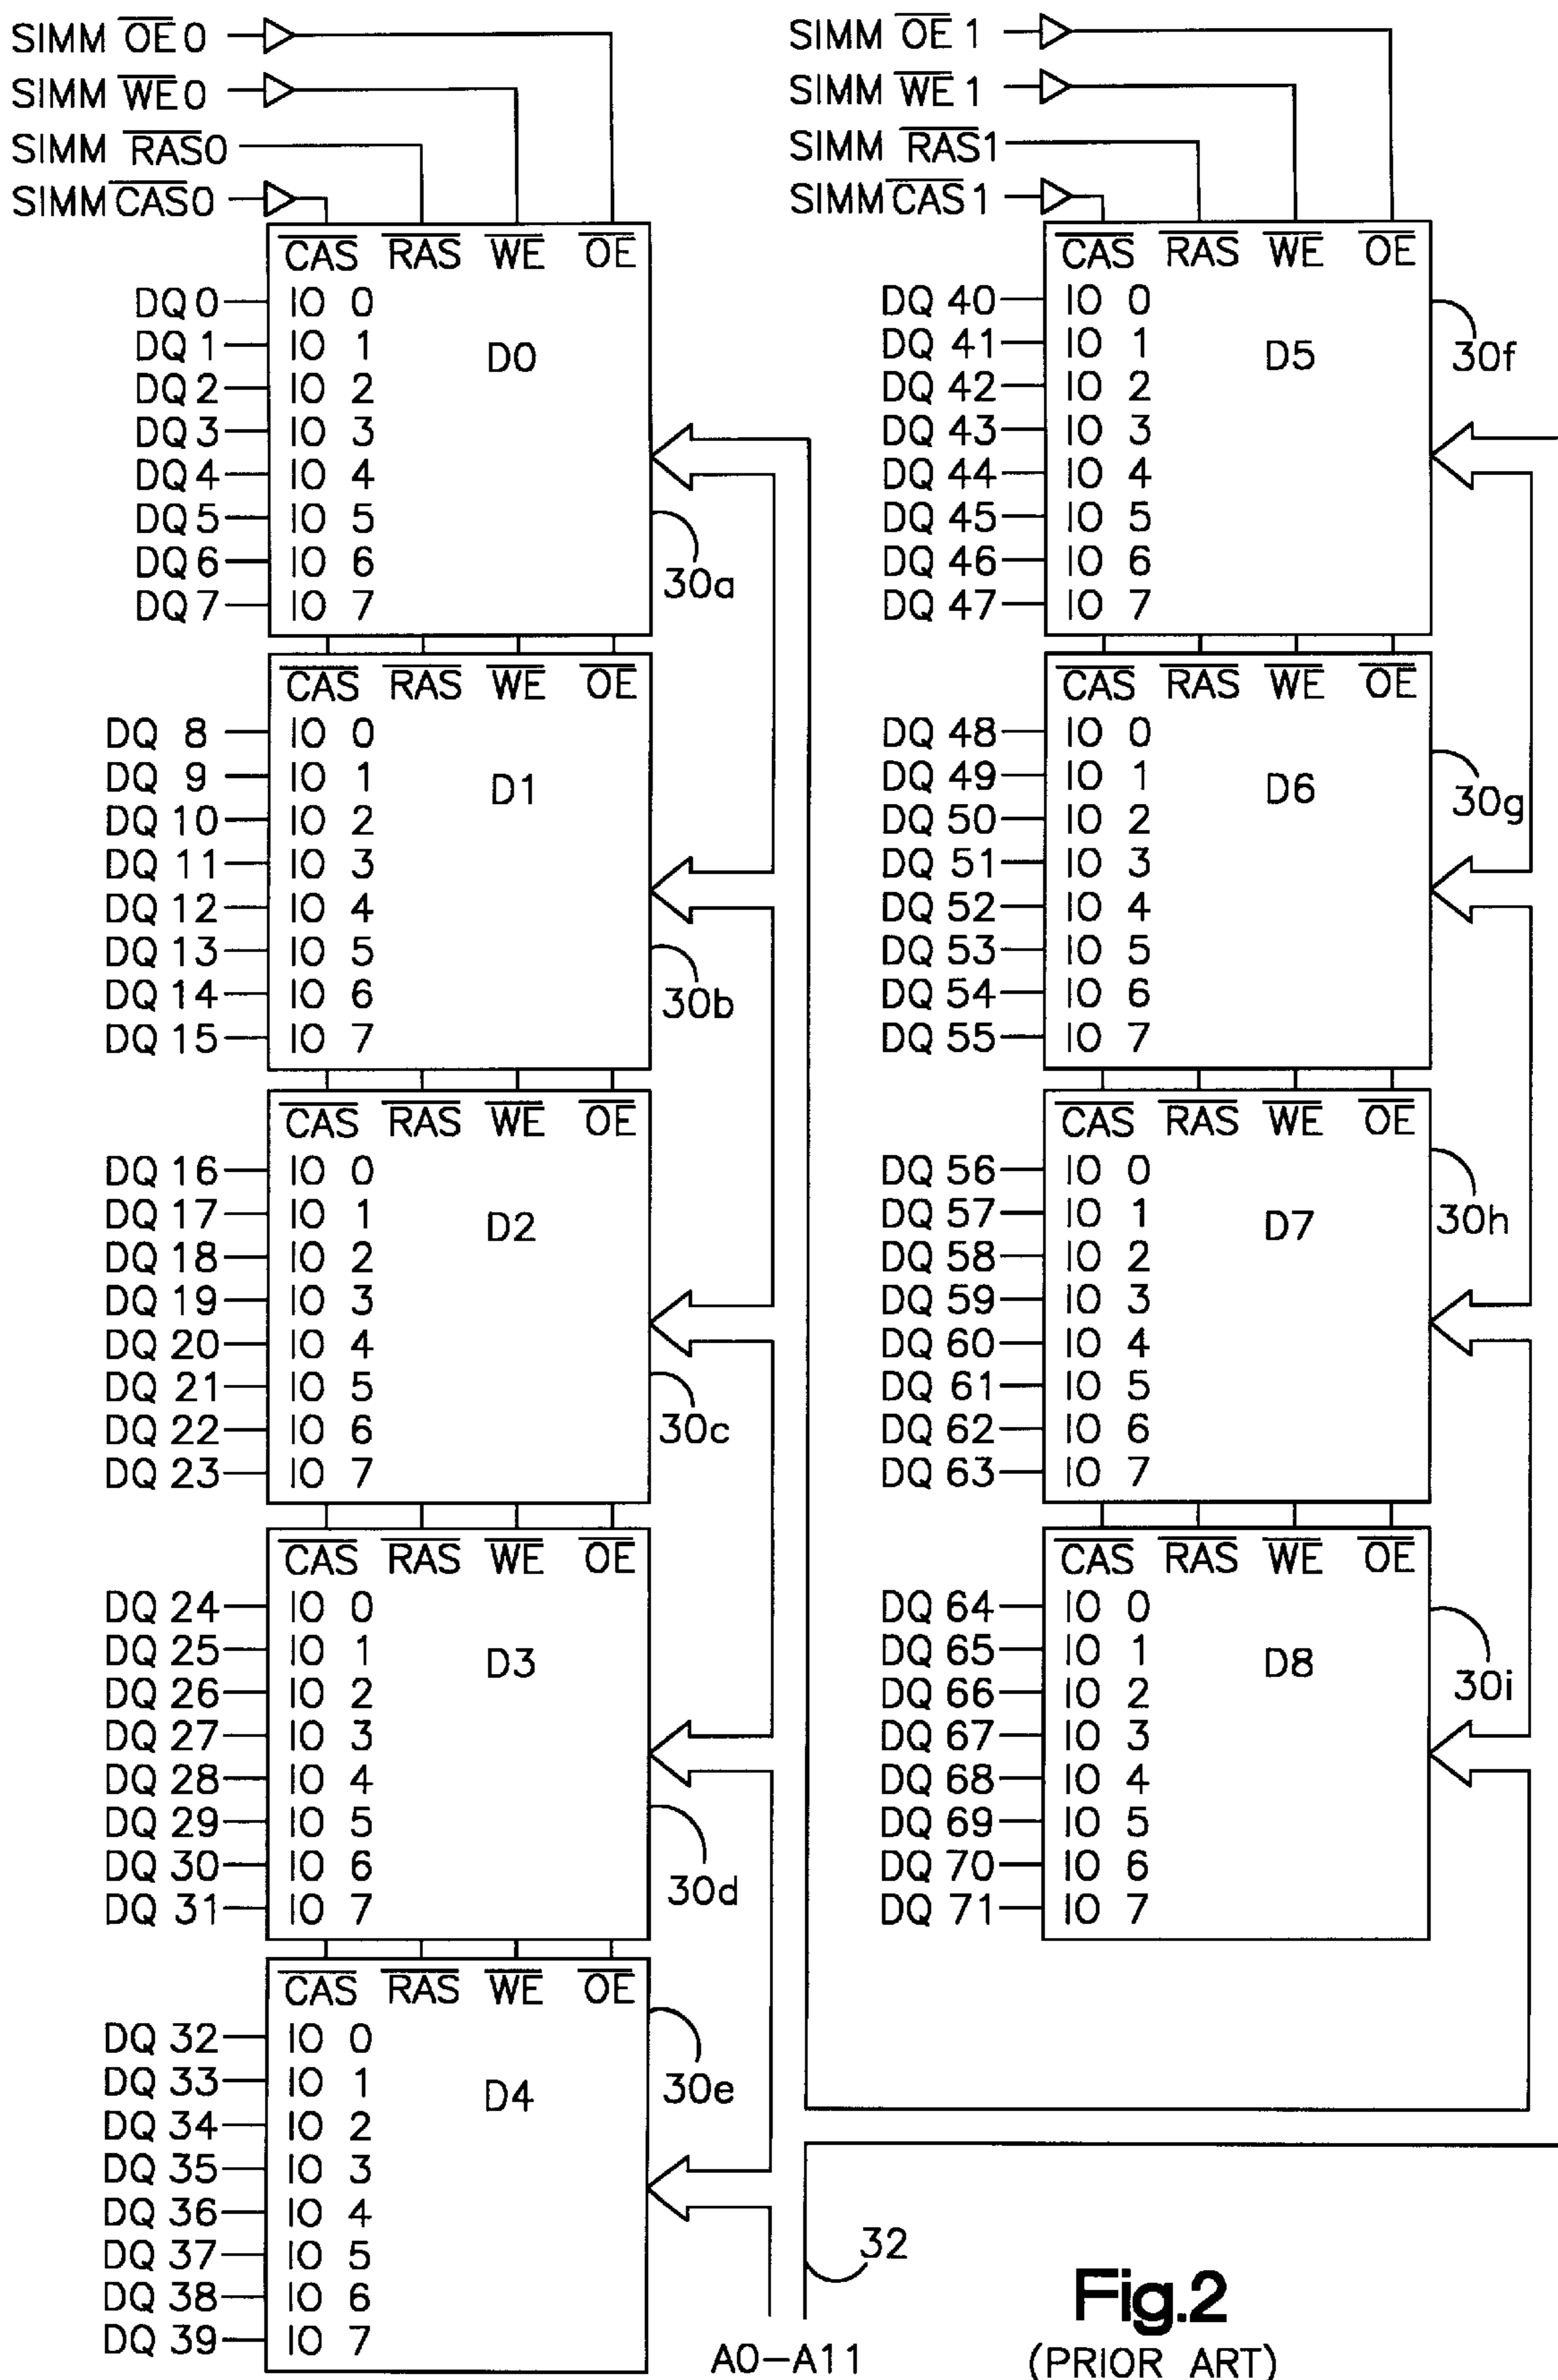 SIMM OE 0
SIMM WE 0
SIMM RAS0
SIMM CAS0
CAS RAS WE OE
DQ 0 IO 0
DQ 1 IO 1
D0
DQ 2 IO 2
DQ 3 IO 3
DQ 4 IO 4
DQ 5 IO 5
DQ 6 IO 6
30a
DQ 7 IO 7
CAS RAS WE OE
DQ 8 IO 0
DQ 9 IO 1
D1
DQ 10 IO 2
DQ 11 IO 3
DQ 12 IO 4
DQ 13 IO 5
DQ 14 IO 6
30b
DQ 15 IO 7
CAS RAS WE OE
DQ 16 IO 0
DQ 17 IO 1
D2
DQ 18 IO 2
DQ 19 IO 3
DQ 20 IO 4
DQ 21 IO 5
DQ 22 IO 6
30c
DQ 23 IO 7
CAS RAS WE OE
DQ 24 IO 0
DQ 25 IO 1
D3
DQ 26 IO 2
DQ 27 IO 3
DQ 28 IO 4
DQ 29 IO 5
DQ 30 IO 6
30d
DQ 31 IO 7
CAS RAS WE OE
DQ 32 IO 0
DQ 33 IO 1
30e
D4
DQ 34 IO 2
DQ 35 IO 3
DQ 36 IO 4
DQ 37 IO 5
DQ 38 IO 6
DQ 39 IO 7
SIMM OE 1
SIMM WE 1
SIMM RAS1
SIMM CAS 1
CAS RAS WE OE
DQ 40 IO 0
DQ 41 IO 1
D5
30f
DQ 42 IO 2
DQ 43 IO 3
DQ 44 IO 4
DQ 45 IO 5
DQ 46 IO 6
DQ 47 IO 7
CAS RAS WE OE
DQ 48 IO 0
DQ 49 IO 1
D6
30g
DQ 50 IO 2
DQ 51 IO 3
DQ 52 IO 4
DQ 53 IO 5
DQ 54 IO 6
DQ 55 IO 7
CAS RAS WE OE
DQ 56 IO 0
DQ 57 IO 1
D7
30h
DQ 58 IO 2
DQ 59 IO 3
DQ 60 IO 4
DQ 61 IO 5
DQ 62 IO 6
DQ 63 IO 7
CAS RAS WE OE
DQ 64 IO 0
DQ 65 IO 1
D8
30i
DQ 66 IO 2
DQ 67 IO 3
DQ 68 IO 4
DQ 69 IO 5
DQ 70 IO 6
DQ 71 IO 7
32
A0-A11
Fig.2
(PRIOR ART)